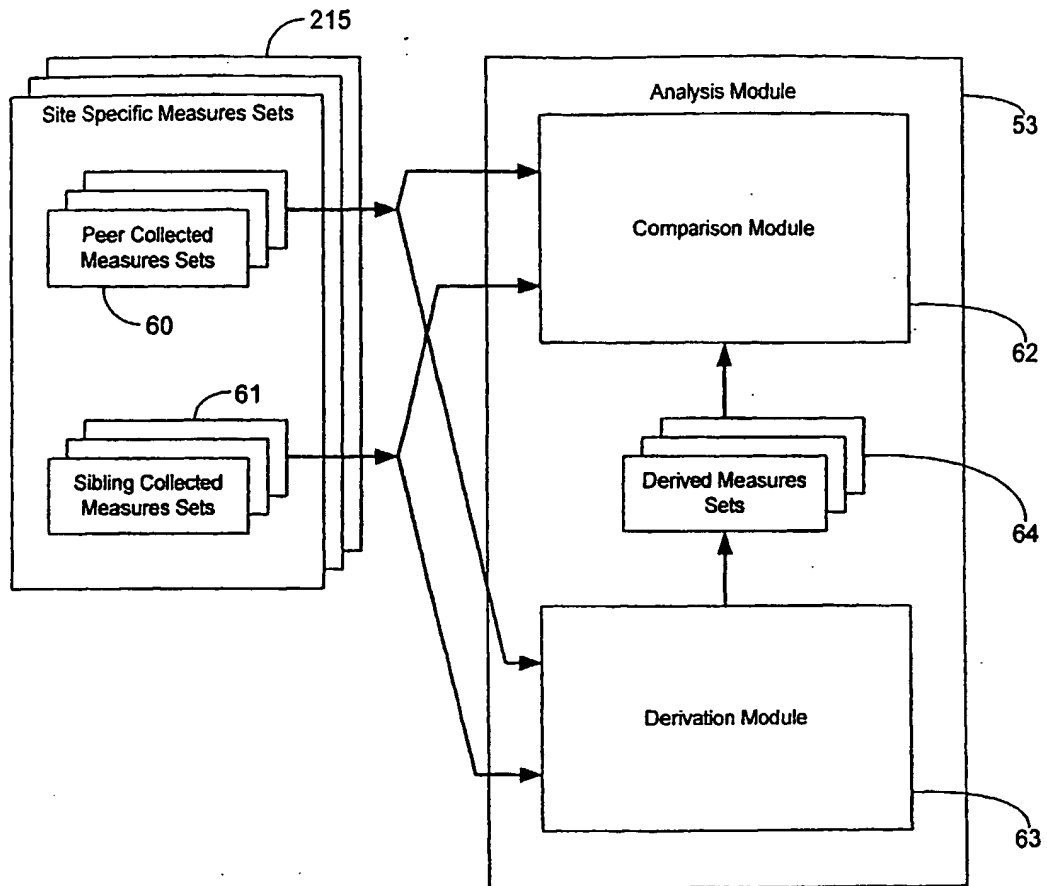 215
Site Specific Measures Sets
Peer Collected
Measures Sets
60
61
Sibling Collected
Measures Sets
Analysis Module
53
Comparison Module
62
Derived Measures
Sets
64
Derivation Module
63